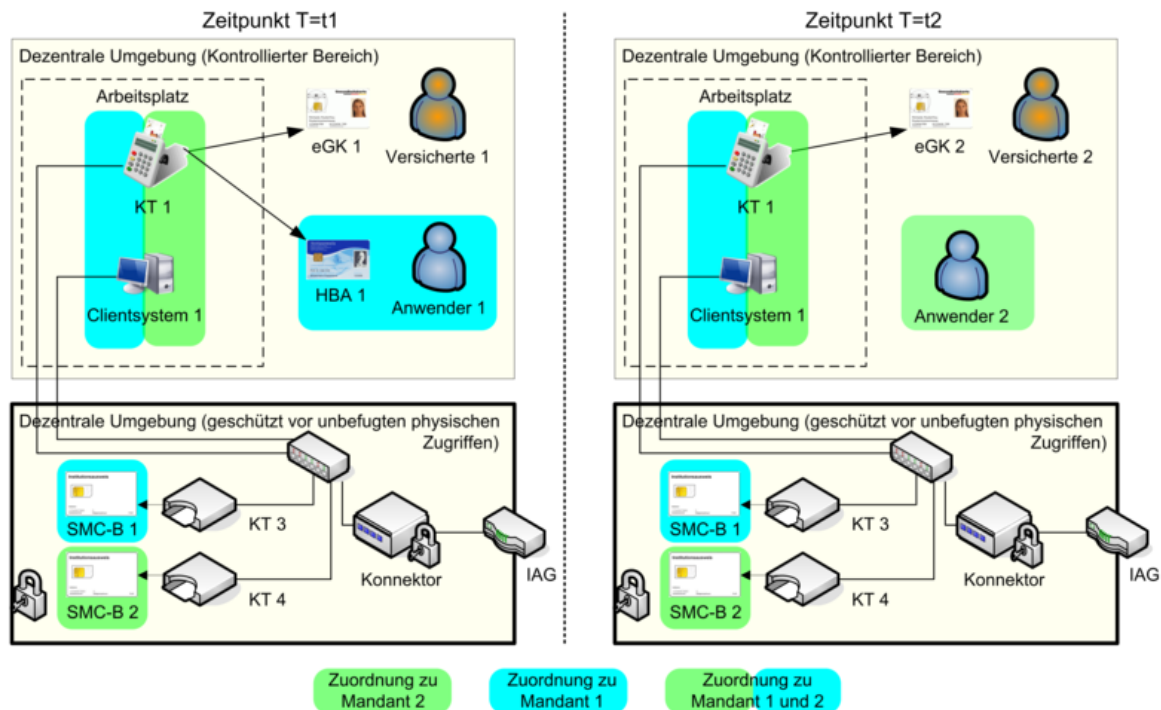 Zeitpunkt T=t1
Dezentrale Umgebung (Kontrollierter Bereich)
Arbeitsplatz
KT 1
Clientsystem 1
eGK 1
Versicherte 1
HBA 1
Anwender 1
Dezentrale Umgebung (geschützt vor unbefugten physischen
Zugriffen)
SMC-B 1
KT 3
SMC-B 2
KT 4
Konnektor
IAG
Zeitpunkt T=t2
Dezentrale Umgebung (Kontrollierter Bereich)
Arbeitsplatz
KT 1
Clientsystem 1
eGK 2
Versicherte 2
Anwender 2
Dezentrale Umgebung (geschützt vor unbefugten physischen
Zugriffen)
SMC-B 1
KT 3
SMC-B 2
KT 4
Konnektor
IAG
Zuordnung zu
Mandant 2
Zuordnung zu
Mandant 1
Zuordnung zu
Mandant 1 und 2